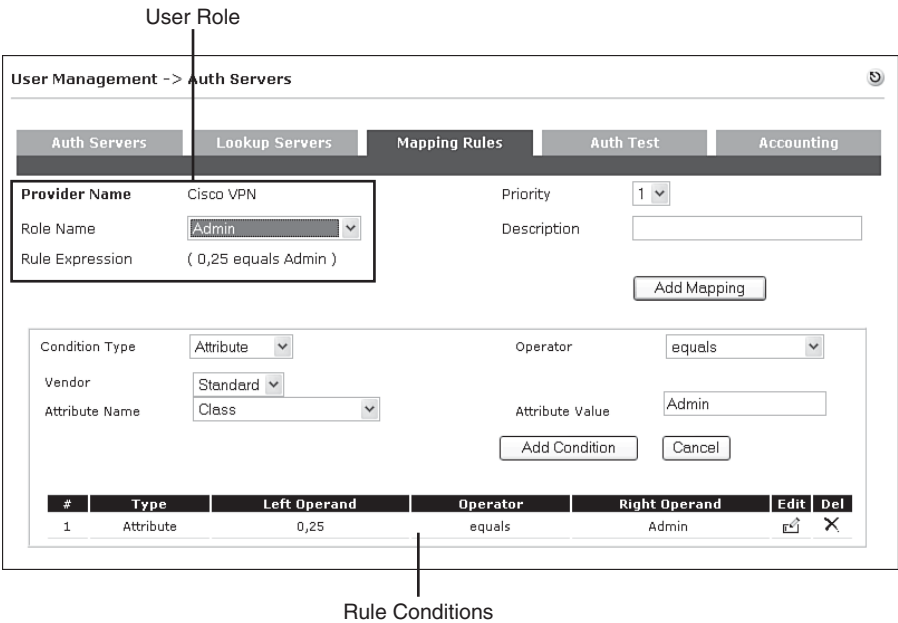 User Role
User Management -> Auth Servers
Auth Servers Lookup Servers Mapping Rules Auth Test Accounting
Provider Name Cisco VPN Priority 1
Role Name Admin Description
Rule Expression ( 0,25 equals Admin )
Add Mapping
Condition Type Attribute Operator equals
Vendor Standard
Attribute Name Class Attribute Value Admin
Add Condition Cancel
# Type Left Operand Operator Right Operand Edit Del
1 Attribute 0,25 equals Admin
Rule Conditions